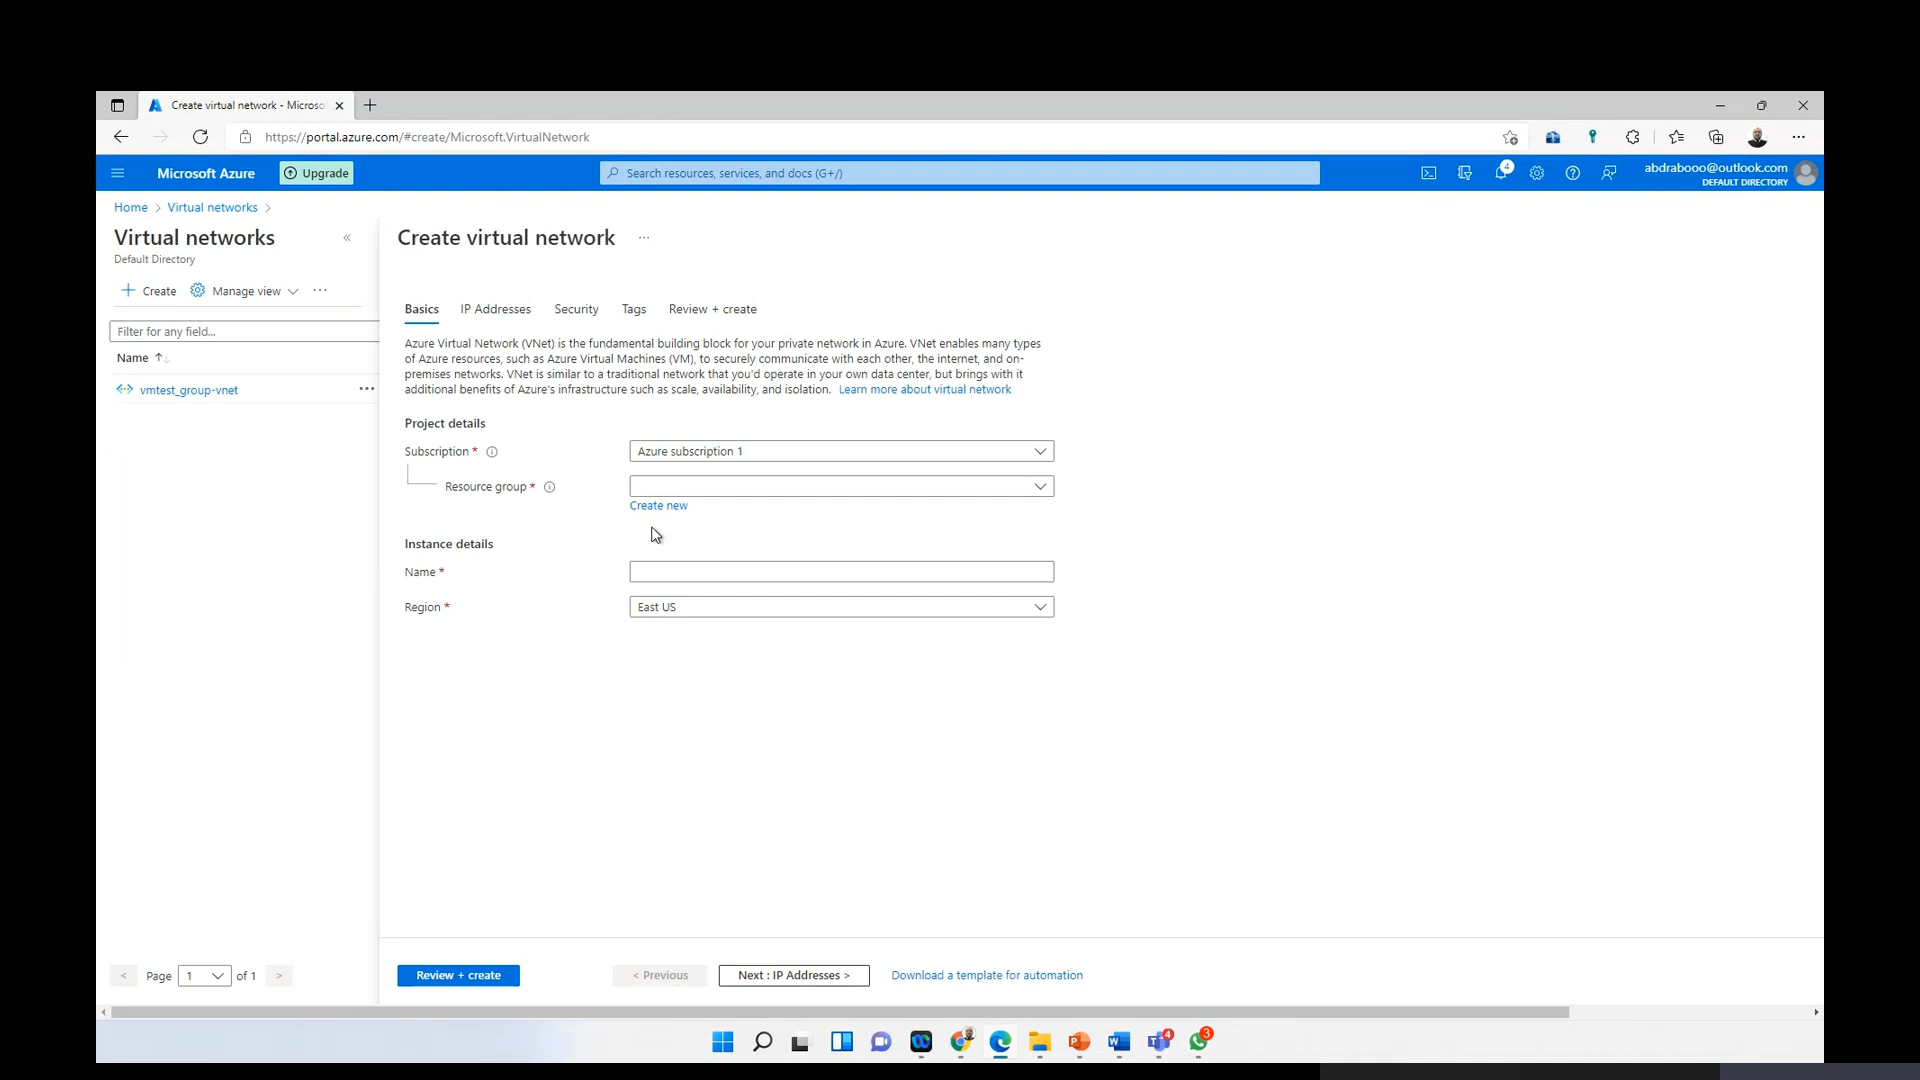 Create virtual network - Microso
https://portal.azure.com/#create/Microsoft.VirtualNetwork
Microsoft Azure
Upgrade
Search resources, services, and docs (G+/)
4
abdrabooo@outlook.com
DEFAULT DIRECTORY
Home > Virtual networks >
Virtual networks
Default Directory
Create
Manage view
Filter for any field...
Name
vmtest_group-vnet
Page 1 of 1
Create virtual network
Basics IP Addresses Security Tags Review + create
Azure Virtual Network (VNet) is the fundamental building block for your private network in Azure. VNet enables many types
of Azure resources, such as Azure Virtual Machines (VM), to securely communicate with each other, the internet, and on-
premises networks. VNet is similar to a traditional network that you'd operate in your own data center, but brings with it
additional benefits of Azure's infrastructure such as scale, availability, and isolation. Learn more about virtual network
Project details
Subscription * Azure subscription 1
Resource group *
Create new
Instance details
Name *
Region * East US
Review + create
< Previous
Next : IP Addresses >
Download a template for automation
4
3